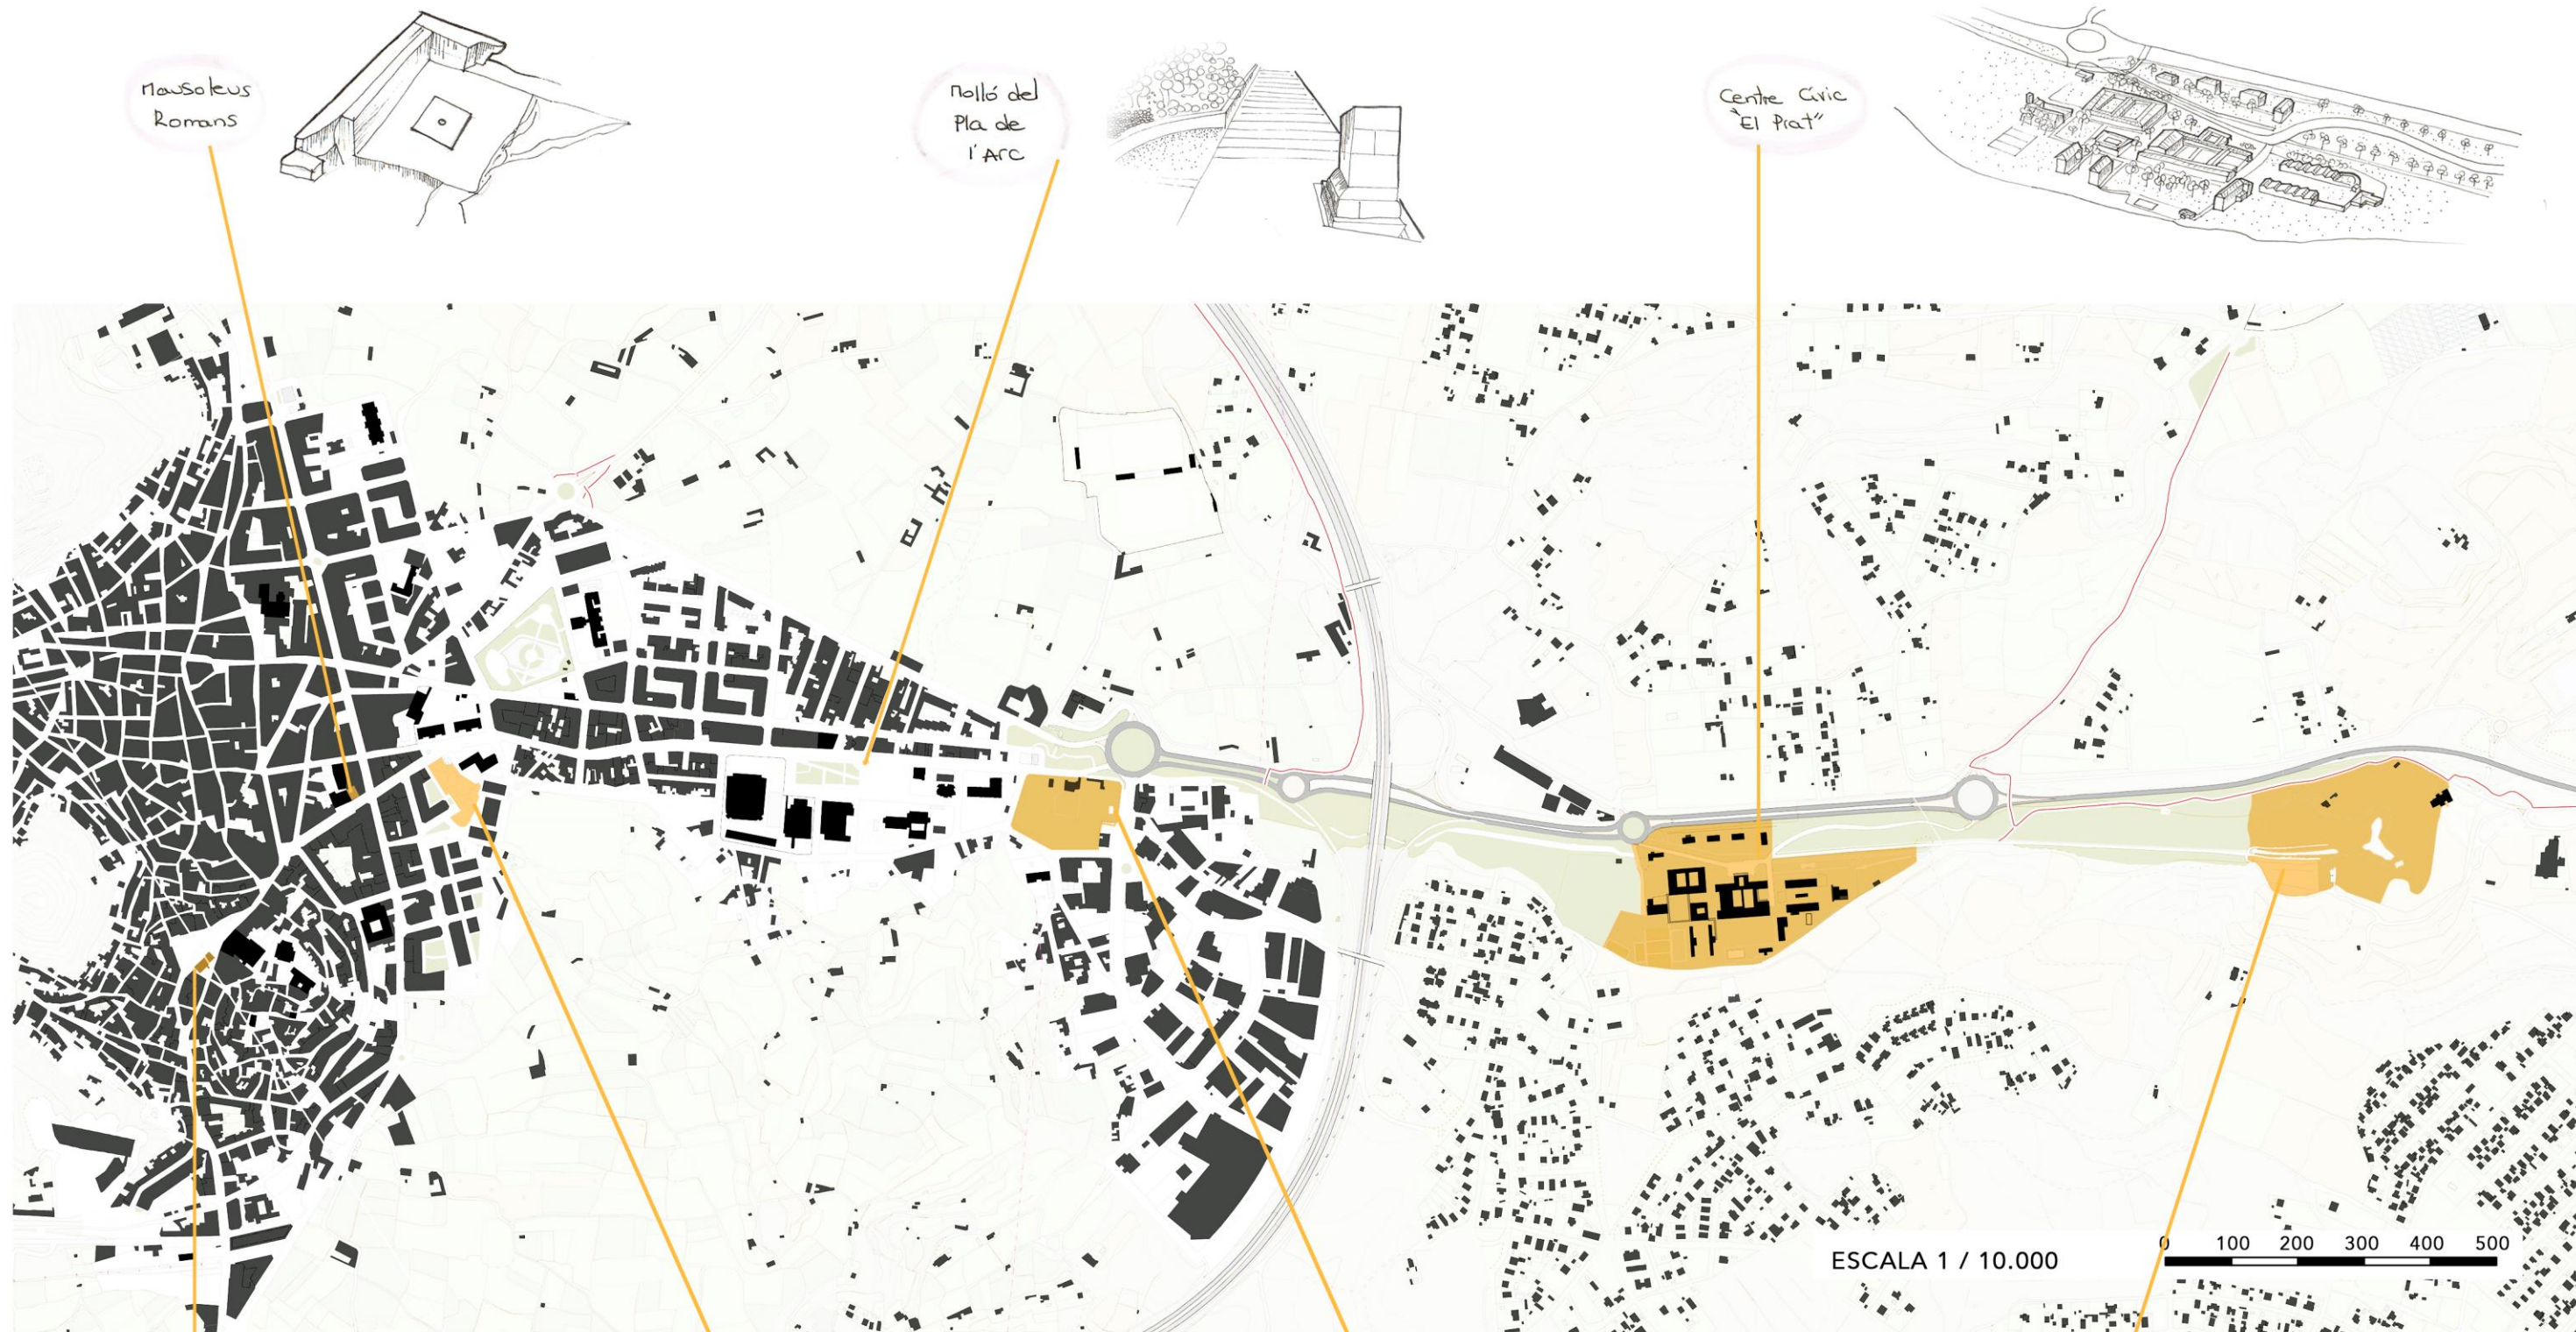 Mausoleus
Romans
Molló del
Pla de
l'Arc
Centre Cívic
"El Prat"
ESCALA 1 / 10.000
0 100 200 300 400 500